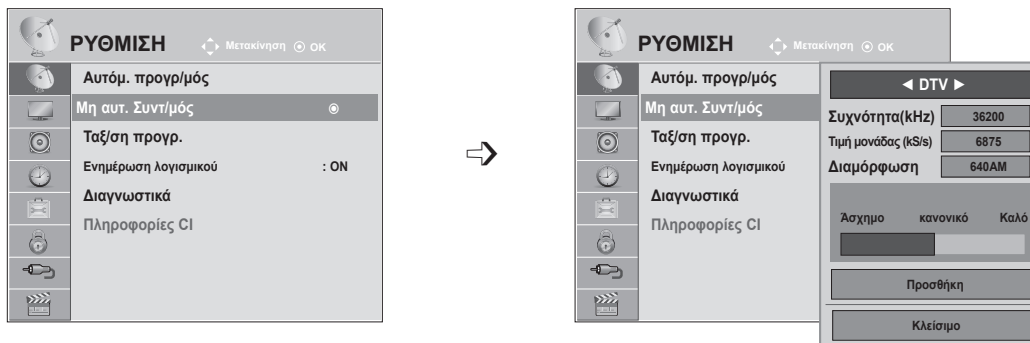 ΡΥΘΜΙΣΗ Μετακίνηση OK
Αυτόμ. προγρ/μός
Μη αυτ. Συντ/μός
Ταξ/ση προγρ.
Ενημέρωση λογισμικού : ON
Διαγνωστικά
Πληροφορίες CI
ΡΥΘΜΙΣΗ Μετακίνηση OK
Αυτόμ. προγρ/μός
Μη αυτ. Συντ/μός
Ταξ/ση προγρ.
Ενημέρωση λογισμικού
Διαγνωστικά
Πληροφορίες CI
◀ DTV ▶
Συχνότητα(kHz) 36200
Τιμή μονάδας (kS/s) 6875
Διαμόρφωση 640AM
Άσχημο κανονικό Καλό
Προσθήκη
Κλείσιμο